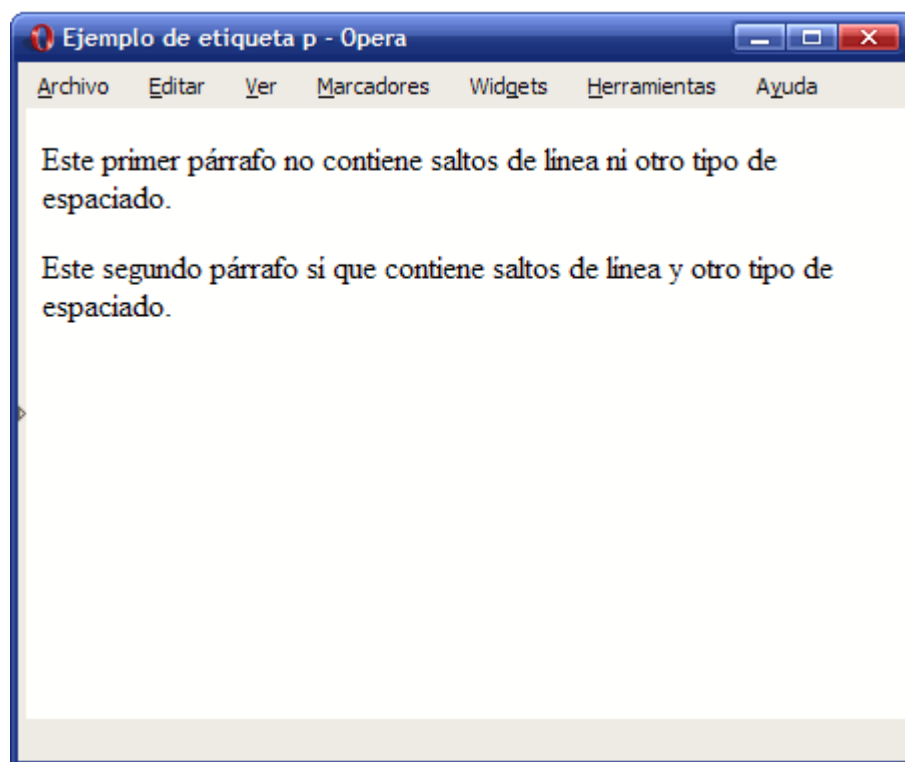 Ejemplo de etiqueta p - Opera
Archivo Editar Ver Marcadores Widgets Herramientas Ayuda
Este primer párrafo no contiene saltos de línea ni otro tipo de
espaciado.
Este segundo párrafo sí que contiene saltos de línea y otro tipo de
espaciado.